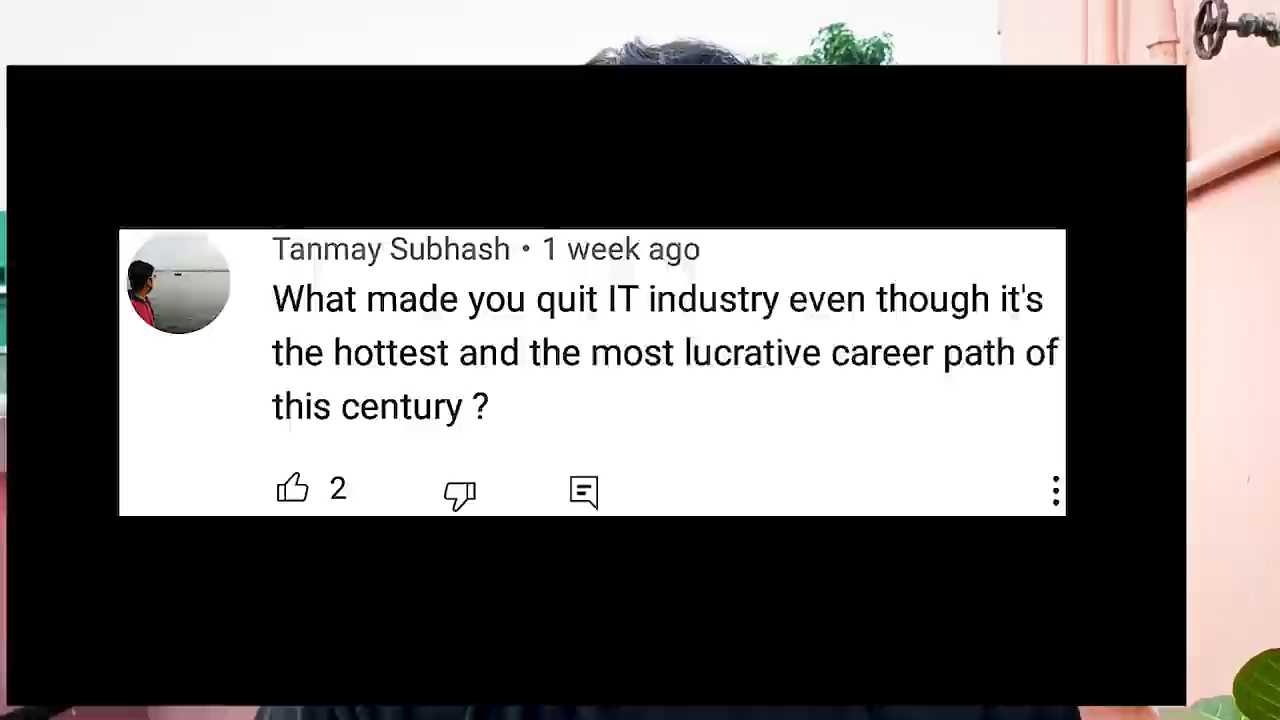 Tanmay Subhash • 1 week ago
What made you quit IT industry even though it's
the hottest and the most lucrative career path of
this century ?
2